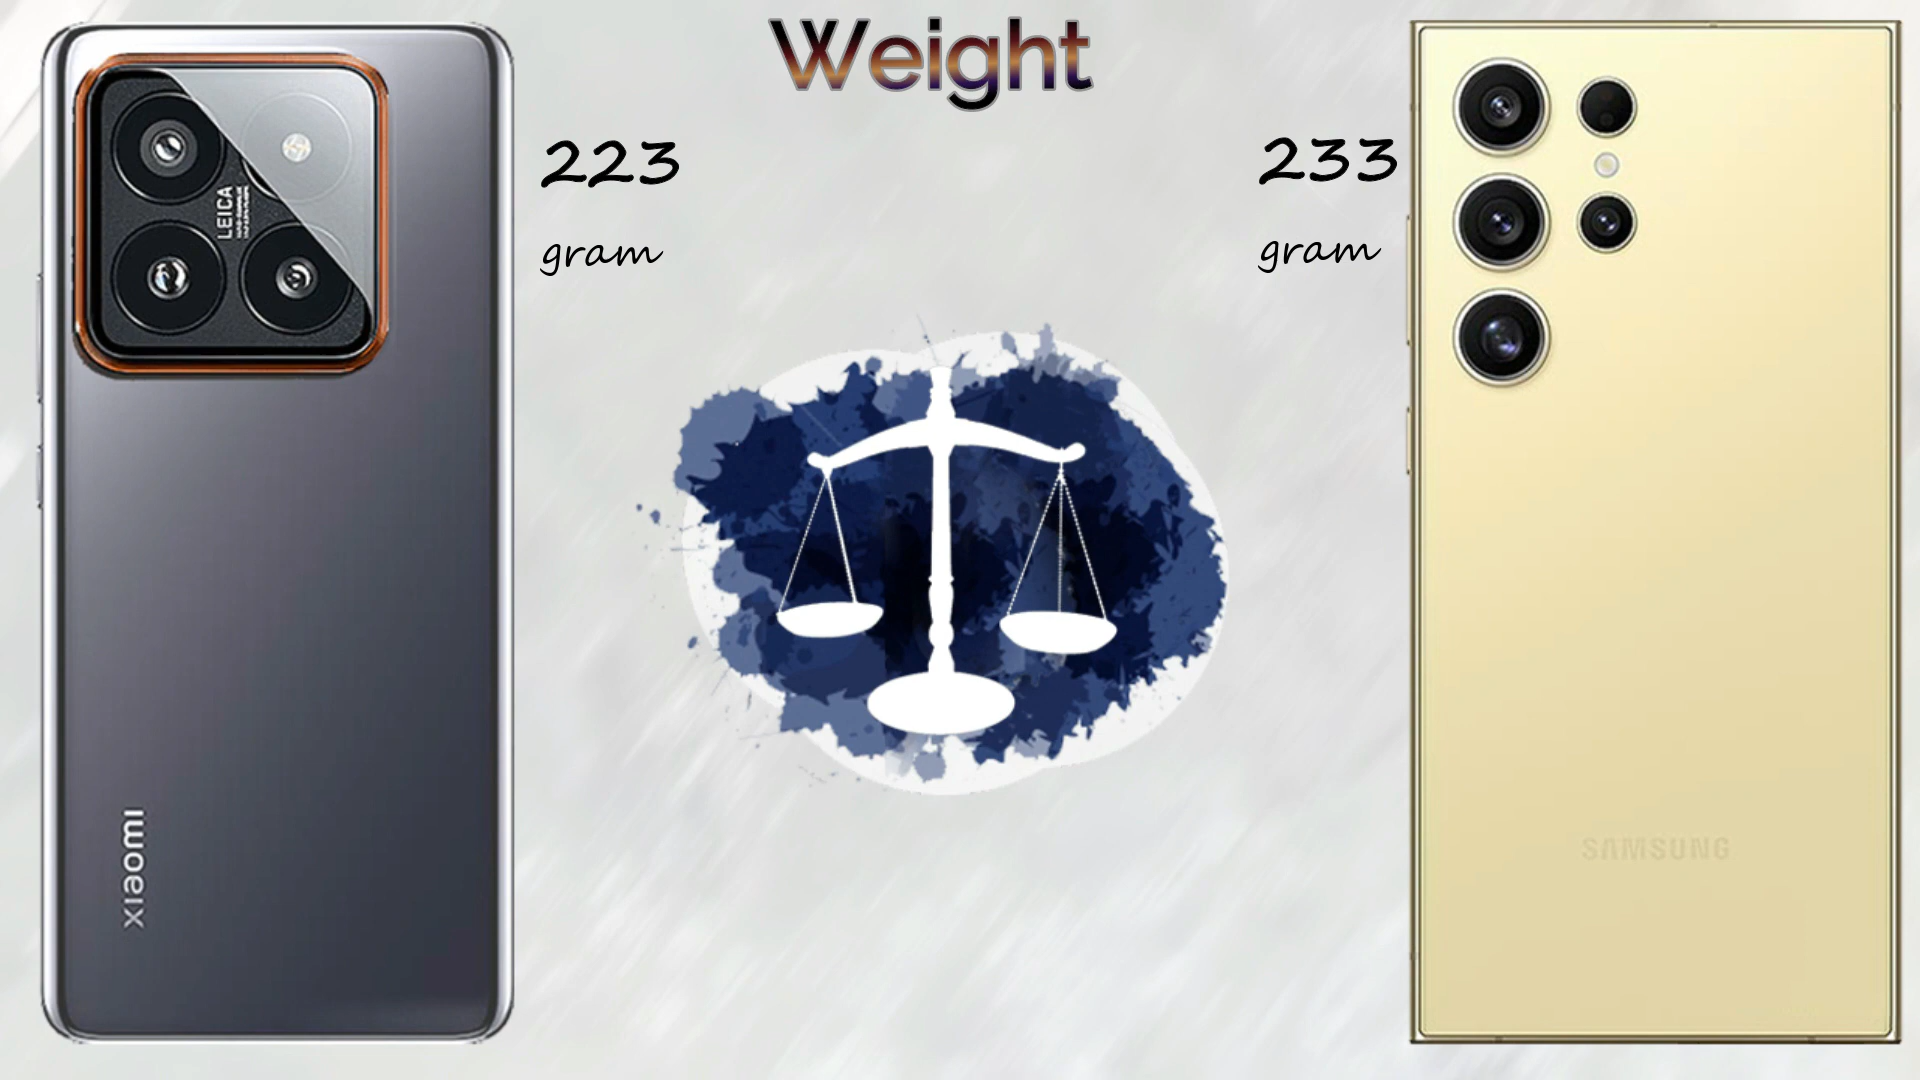 Weight
223
gram
233
gram
LEICA
xiaomi
SAMSUNG